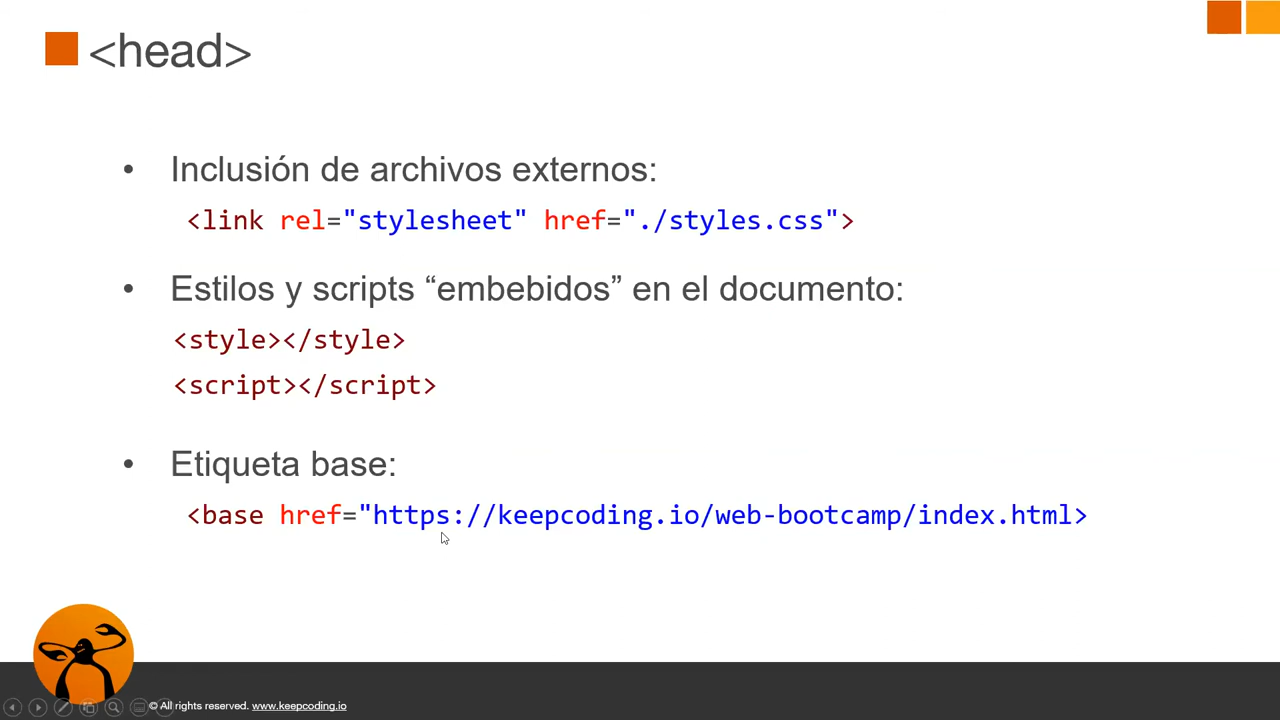 <head>
• Inclusión de archivos externos:
<link rel="stylesheet" href="./styles.css">
• Estilos y scripts “embebidos” en el documento:
<style></style>
<script></script>
• Etiqueta base:
<base href="https://keepcoding.io/web-bootcamp/index.html>
© All rights reserved. www.keepcoding.io